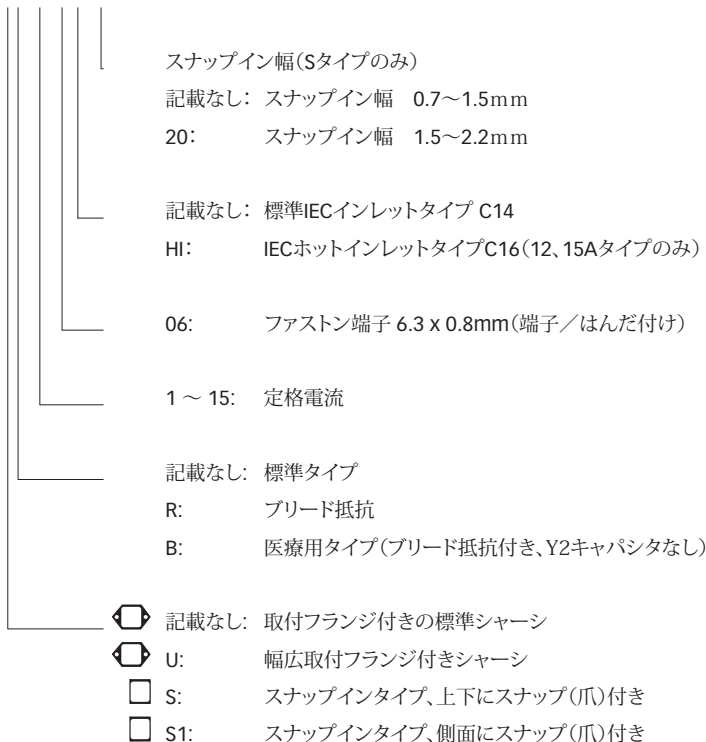 スナップイン幅(Sタイプのみ)
記載なし: スナップイン幅 0.7〜1.5mm
20: スナップイン幅 1.5〜2.2mm
記載なし: 標準IECインレットタイプ C14
HI: IECホットインレットタイプC16(12、15Aタイプのみ)
06: ファストン端子 6.3 x 0.8mm(端子/はんだ付け)
1 〜 15: 定格電流
記載なし: 標準タイプ
R: ブリード抵抗
B: 医療用タイプ(ブリード抵抗付き、Y2キャパシタなし)
記載なし: 取付フランジ付きの標準シャーシ
U: 幅広取付フランジ付きシャーシ
S: スナップインタイプ、上下にスナップ(爪)付き
S1: スナップインタイプ、側面にスナップ(爪)付き